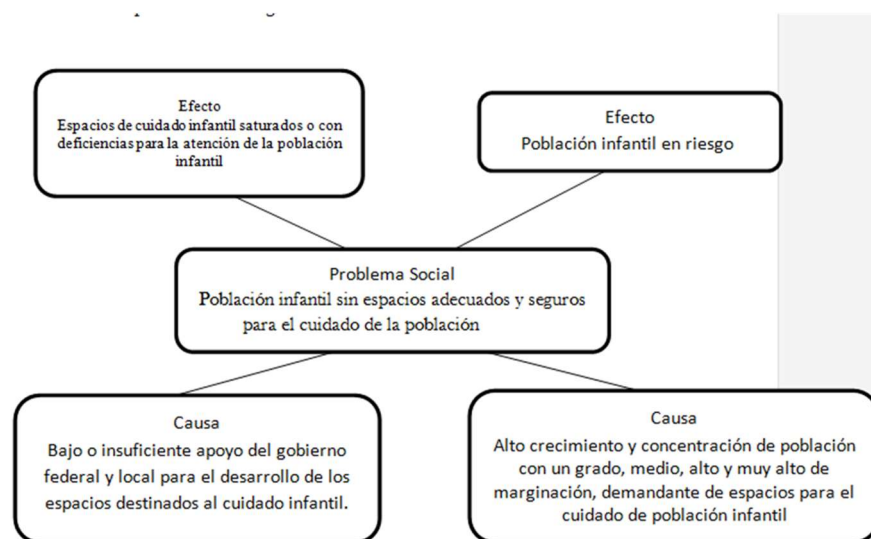 Efecto
Espacios de cuidado infantil saturados o con
deficiencias para la atención de la población
infantil
Efecto
Población infantil en riesgo
Problema Social
Población infantil sin espacios adecuados y seguros
para el cuidado de la población
Causa
Bajo o insuficiente apoyo del gobierno
federal y local para el desarrollo de los
espacios destinados al cuidado infantil.
Causa
Alto crecimiento y concentración de población
con un grado, medio, alto y muy alto de
marginación, demandante de espacios para el
cuidado de población infantil